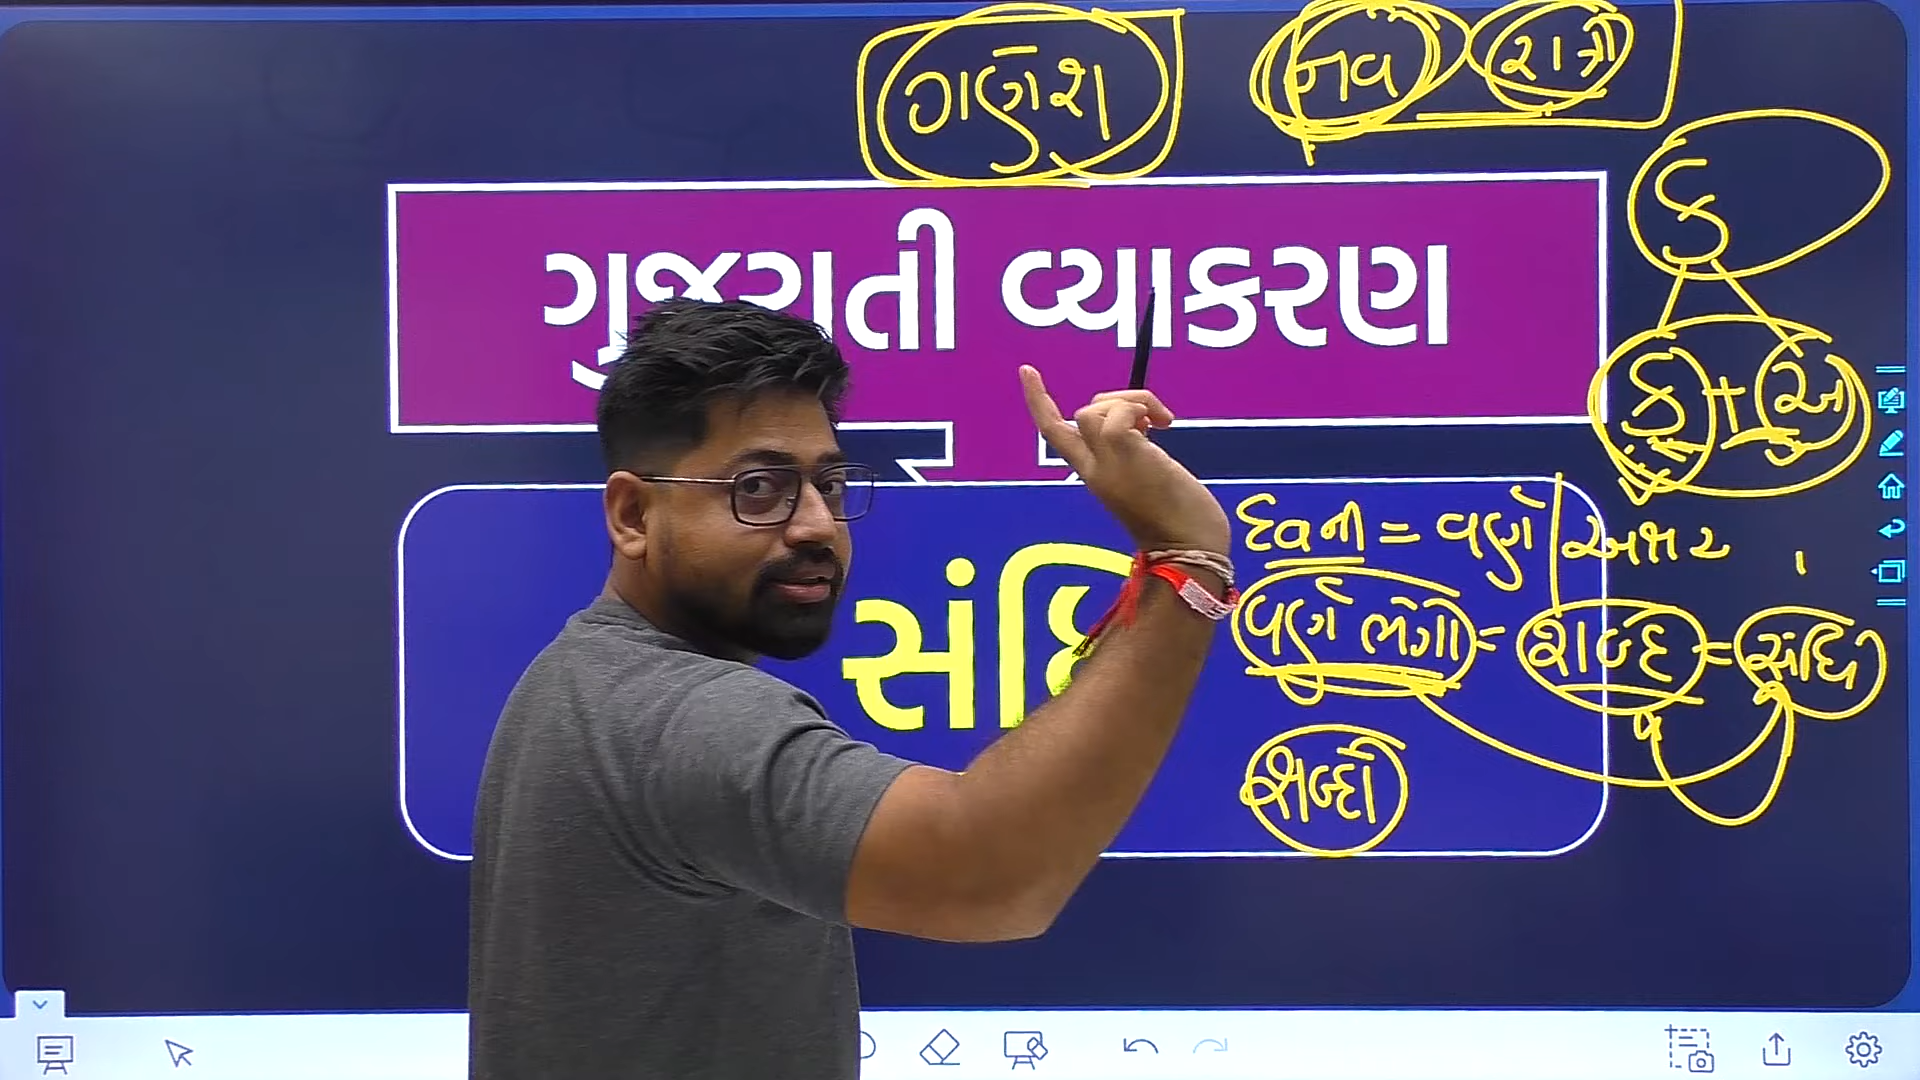 ગણેશ નવ રાત્રી
ક
ગુજરાતી વ્યાકરણ
ક્ + અ
ધ્વની = વર્ણ / અક્ષર
સંધિ
વર્ણ ભેગો = શબ્દ = સંધિ
શબ્દો